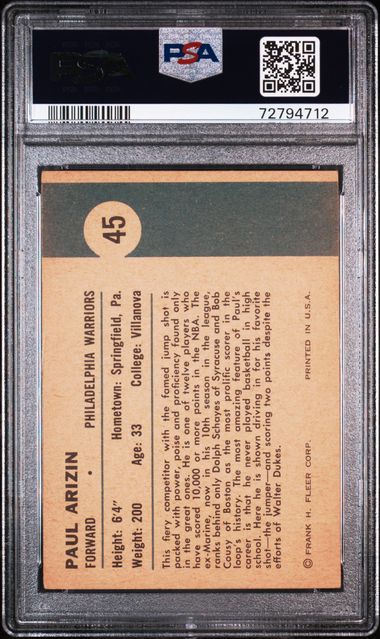 PSA
PSA
72794712
45
PAUL ARIZIN
FORWARD • PHILADELPHIA WARRIORS
Height: 6'4" Hometown: Springfield, Pa.
Weight: 200 Age: 33 College: Villanova
This fiery competitor with the famed jump shot is
packed with power, poise and proficiency found only
in the great ones. He is one of twelve players who
have scored 10,000 or more points in the NBA. The
ex-Marine, now in his 10th season in the league,
ranks behind only Dolph Schayes of Syracuse and Bob
Cousy of Boston as the most prolific scorer in the
loop's history. The most amazing feature of Paul's
career is that he never played basketball in high
school. Here he is shown driving in for his favorite
shot—the jumper—and scoring two points despite the
efforts of Walter Dukes.
© FRANK H. FLEER CORP. PRINTED IN U.S.A.